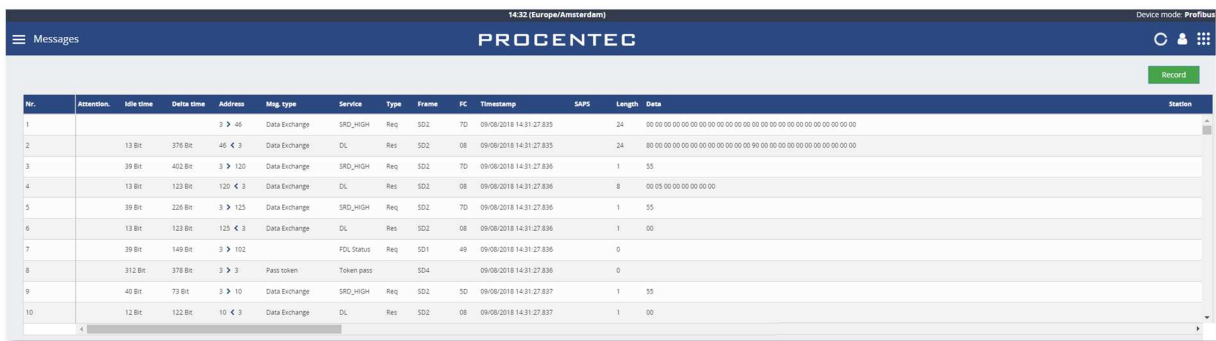 14:32 (Europe/Amsterdam) Device mode: Profibus
Messages PROCENTEC
Record
Nr. Attention. Idle time Delta time Address Msg. type Service Type Frame FC Timestamp SAPS Length Data Station
1 3 > 46 Data Exchange SRD_HIGH Req SD2 7D 09/08/2018 14:31:27.835 24 00 00 00 00 00 00 00 00 00 00 00 00 00 00 00 00 00 00 00 00 00 00 00 00
2 13 Bit 376 Bit 46 < 3 Data Exchange DL Res SD2 08 09/08/2018 14:31:27.835 24 80 00 00 00 00 00 00 00 00 00 00 00 90 00 00 00 00 00 00 00 00 00 00 00
3 39 Bit 402 Bit 3 > 120 Data Exchange SRD_HIGH Req SD2 7D 09/08/2018 14:31:27.836 1 55
4 13 Bit 123 Bit 120 < 3 Data Exchange DL Res SD2 08 09/08/2018 14:31:27.836 8 00 05 00 00 00 00 00 00
5 39 Bit 226 Bit 3 > 125 Data Exchange SRD_HIGH Req SD2 7D 09/08/2018 14:31:27.836 1 55
6 13 Bit 123 Bit 125 < 3 Data Exchange DL Res SD2 08 09/08/2018 14:31:27.836 1 00
7 39 Bit 149 Bit 3 > 102 FDL Status Req SD1 49 09/08/2018 14:31:27.836 0
8 312 Bit 378 Bit 3 > 3 Pass token Token pass SD4 09/08/2018 14:31:27.836 0
9 40 Bit 73 Bit 3 > 10 Data Exchange SRD_HIGH Req SD2 5D 09/08/2018 14:31:27.837 1 55
10 12 Bit 122 Bit 10 < 3 Data Exchange DL Res SD2 08 09/08/2018 14:31:27.837 1 00